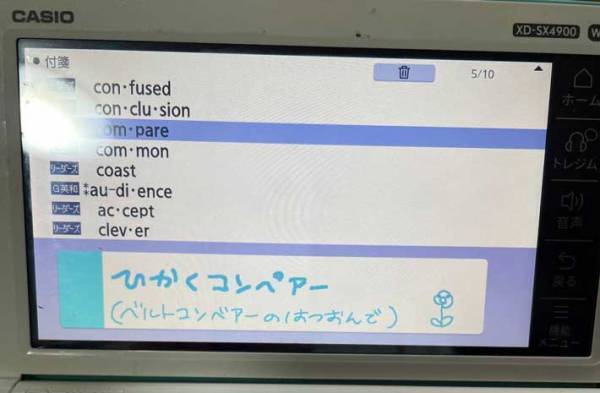 CASIO
XD-SX4900
付箋
5/10
con・fused
con・clu・sion
com・pare
com・mon
リーダーズ coast
G英和 ⁑au-di・ence
リーダーズ ac・cept
リーダーズ clev・er
ひかくコンペアー
(ベルトコンベアーのはつおんで)
ホーム
トレジム
音声
戻る
機能
メニュー